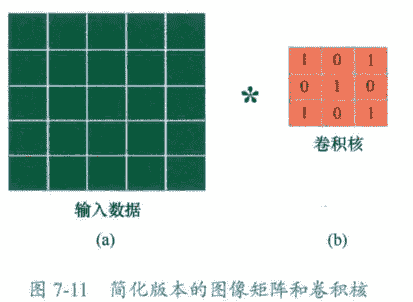 1 0 1
0 1 0
1 0 1
*
卷积核
输入数据
(a)
(b)
图 7-11 简化版本的图像矩阵和卷积核